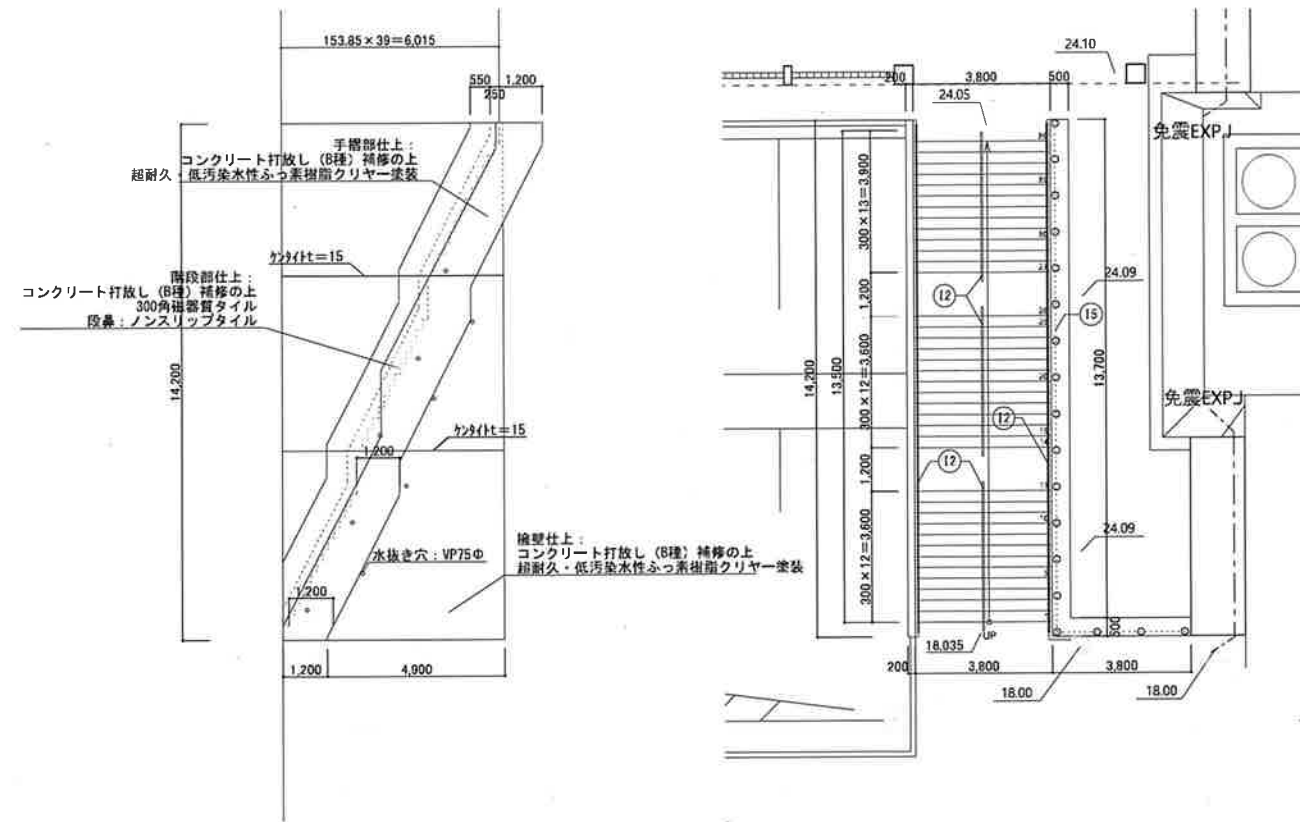 153.85×39=6,015
550
1,200
250
手摺部仕上:
コンクリート打放し(B種)補修の上
超耐久・低汚染水性ふっ素樹脂クリヤー塗装
ケンタイトt=15
階段部仕上:
コンクリート打放し(B種)補修の上
300角磁器質タイル
段鼻:ノンスリップタイル
14,200
ケンタイトt=15
1,200
水抜き穴:VP75Φ
擁壁仕上:
コンクリート打放し(B種)補修の上
超耐久・低汚染水性ふっ素樹脂クリヤー塗装
1,200
1,200
4,900
24.10
200
3,800
500
24.05
免震EXPJ
300×13=3,900
24.09
1,200
12
15
14,200
13,500
300×12=3,600
13,700
免震EXPJ
12
1,200
12
300×12=3,600
24.09
UP
18.035
200
3,800
3,800
18.00
18.00